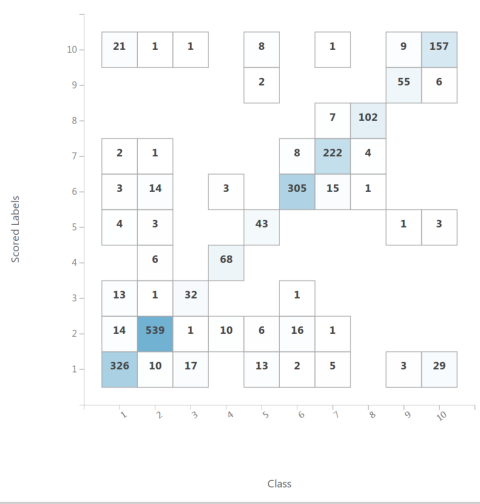 10 21 1 1 8 1 9 157
9 2 55 6
8 7 102
7 2 1 8 222 4
6 3 14 3 305 15 1
5 4 3 43 1 3
4 6 68
3 13 1 32 1
2 14 539 1 10 6 16 1
1 326 10 17 13 2 5 3 29
1 2 3 4 5 6 7 8 9 10
Scored Labels
Class